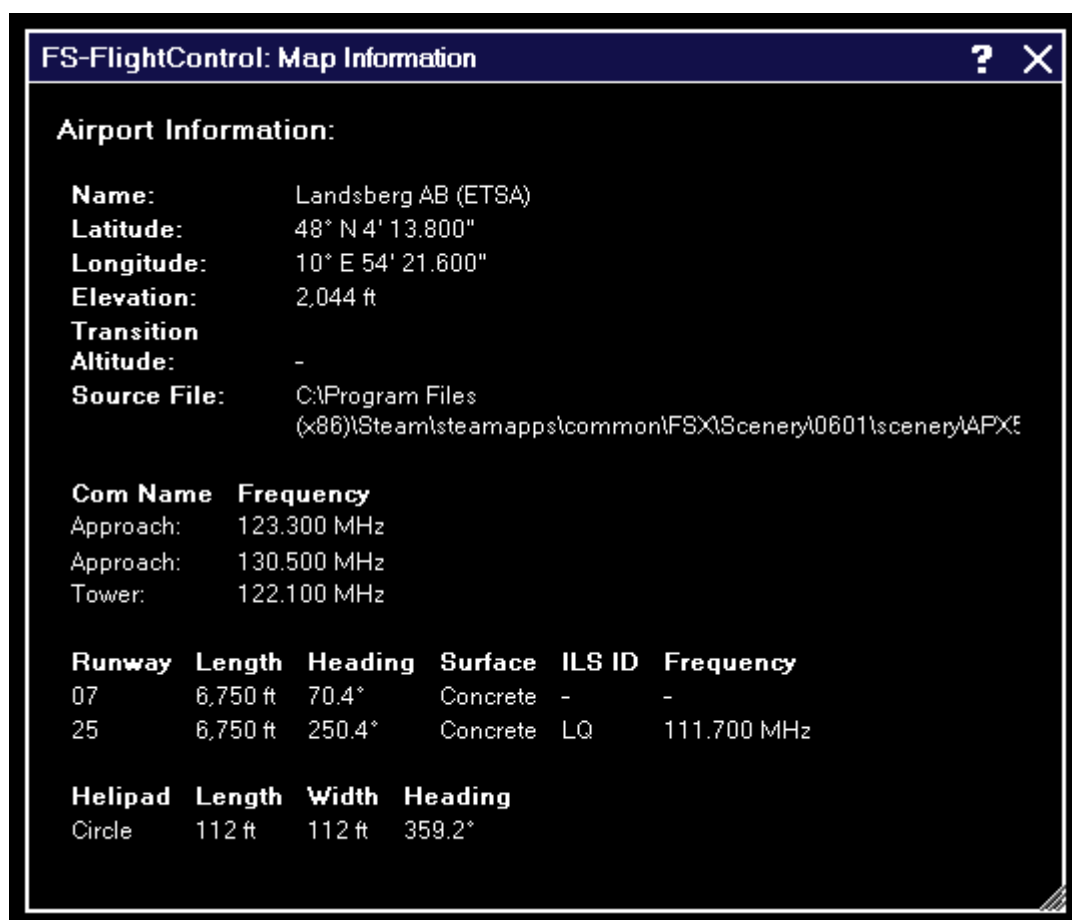 FS-FlightControl: Map Information ? X
Airport Information:
Name: Landsberg AB (ETSA)
Latitude: 48° N 4' 13.800"
Longitude: 10° E 54' 21.600"
Elevation: 2,044 ft
Transition
Altitude: -
Source File: C:\Program Files
(x86)\Steam\steamapps\common\FSX\Scenery\0601\scenery\APX5
Com Name Frequency
Approach: 123.300 MHz
Approach: 130.500 MHz
Tower: 122.100 MHz
Runway Length Heading Surface ILS ID Frequency
07 6,750 ft 70.4° Concrete - -
25 6,750 ft 250.4° Concrete LQ 111.700 MHz
Helipad Length Width Heading
Circle 112 ft 112 ft 359.2°